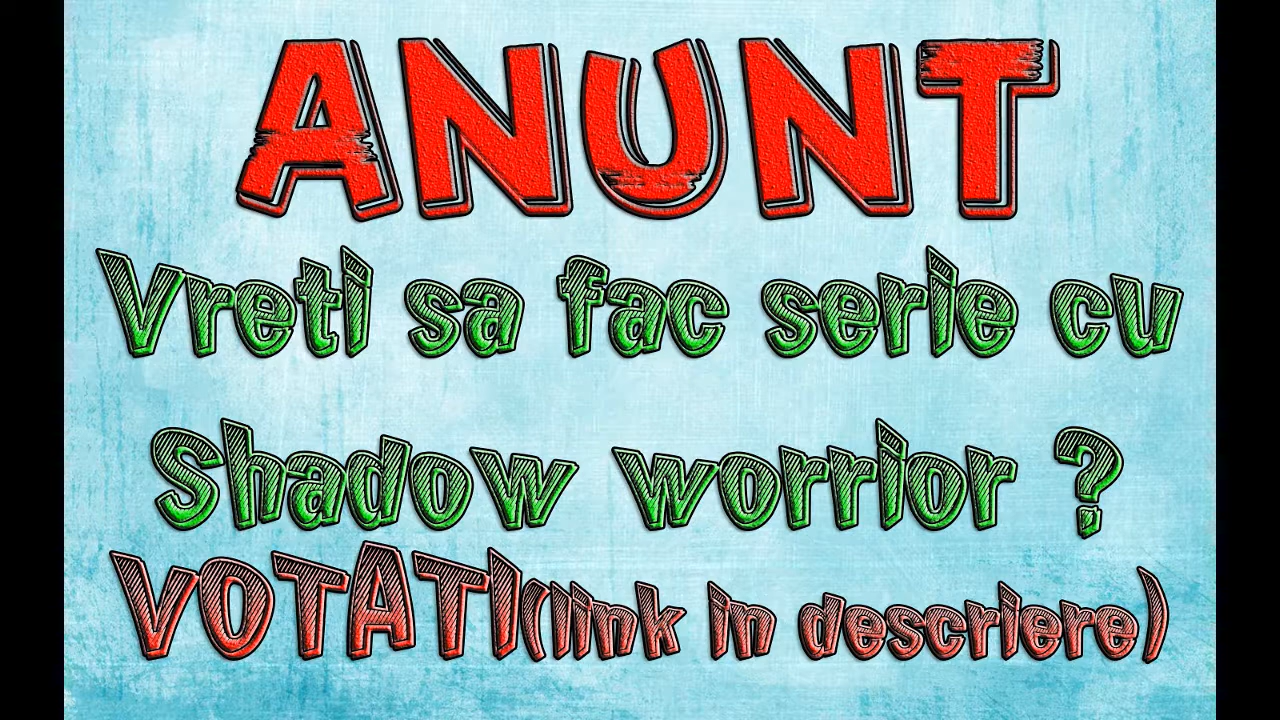 ANUNT
Vreti sa fac serie cu
Shadow worrior ?
VOTATI(link in descriere)